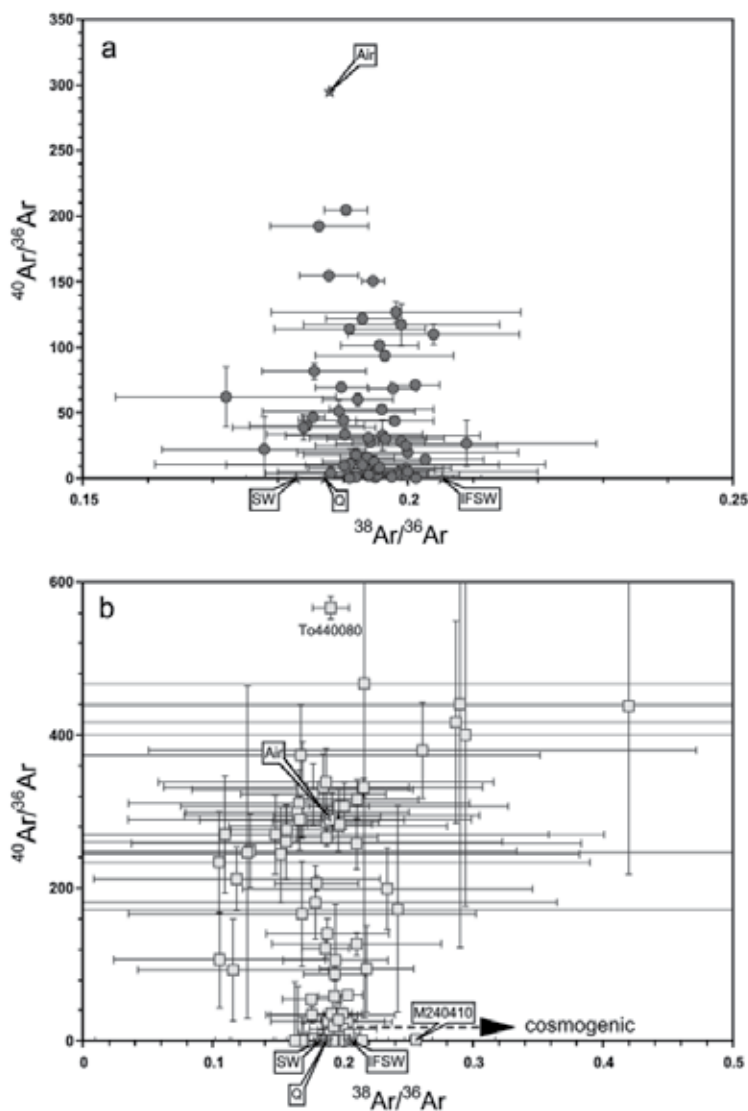 a
350
Air
300
250
200
⁴⁰Ar/³⁶Ar
150
100
50
0
0.15
SW
Q
0.2
IFSW
0.25
³⁸Ar/³⁶Ar
b
600
To440080
400
Air
⁴⁰Ar/³⁶Ar
200
M240410
cosmogenic
0
0
0.1
SW
0.2
IFSW
0.3
0.4
0.5
Q
³⁸Ar/³⁶Ar